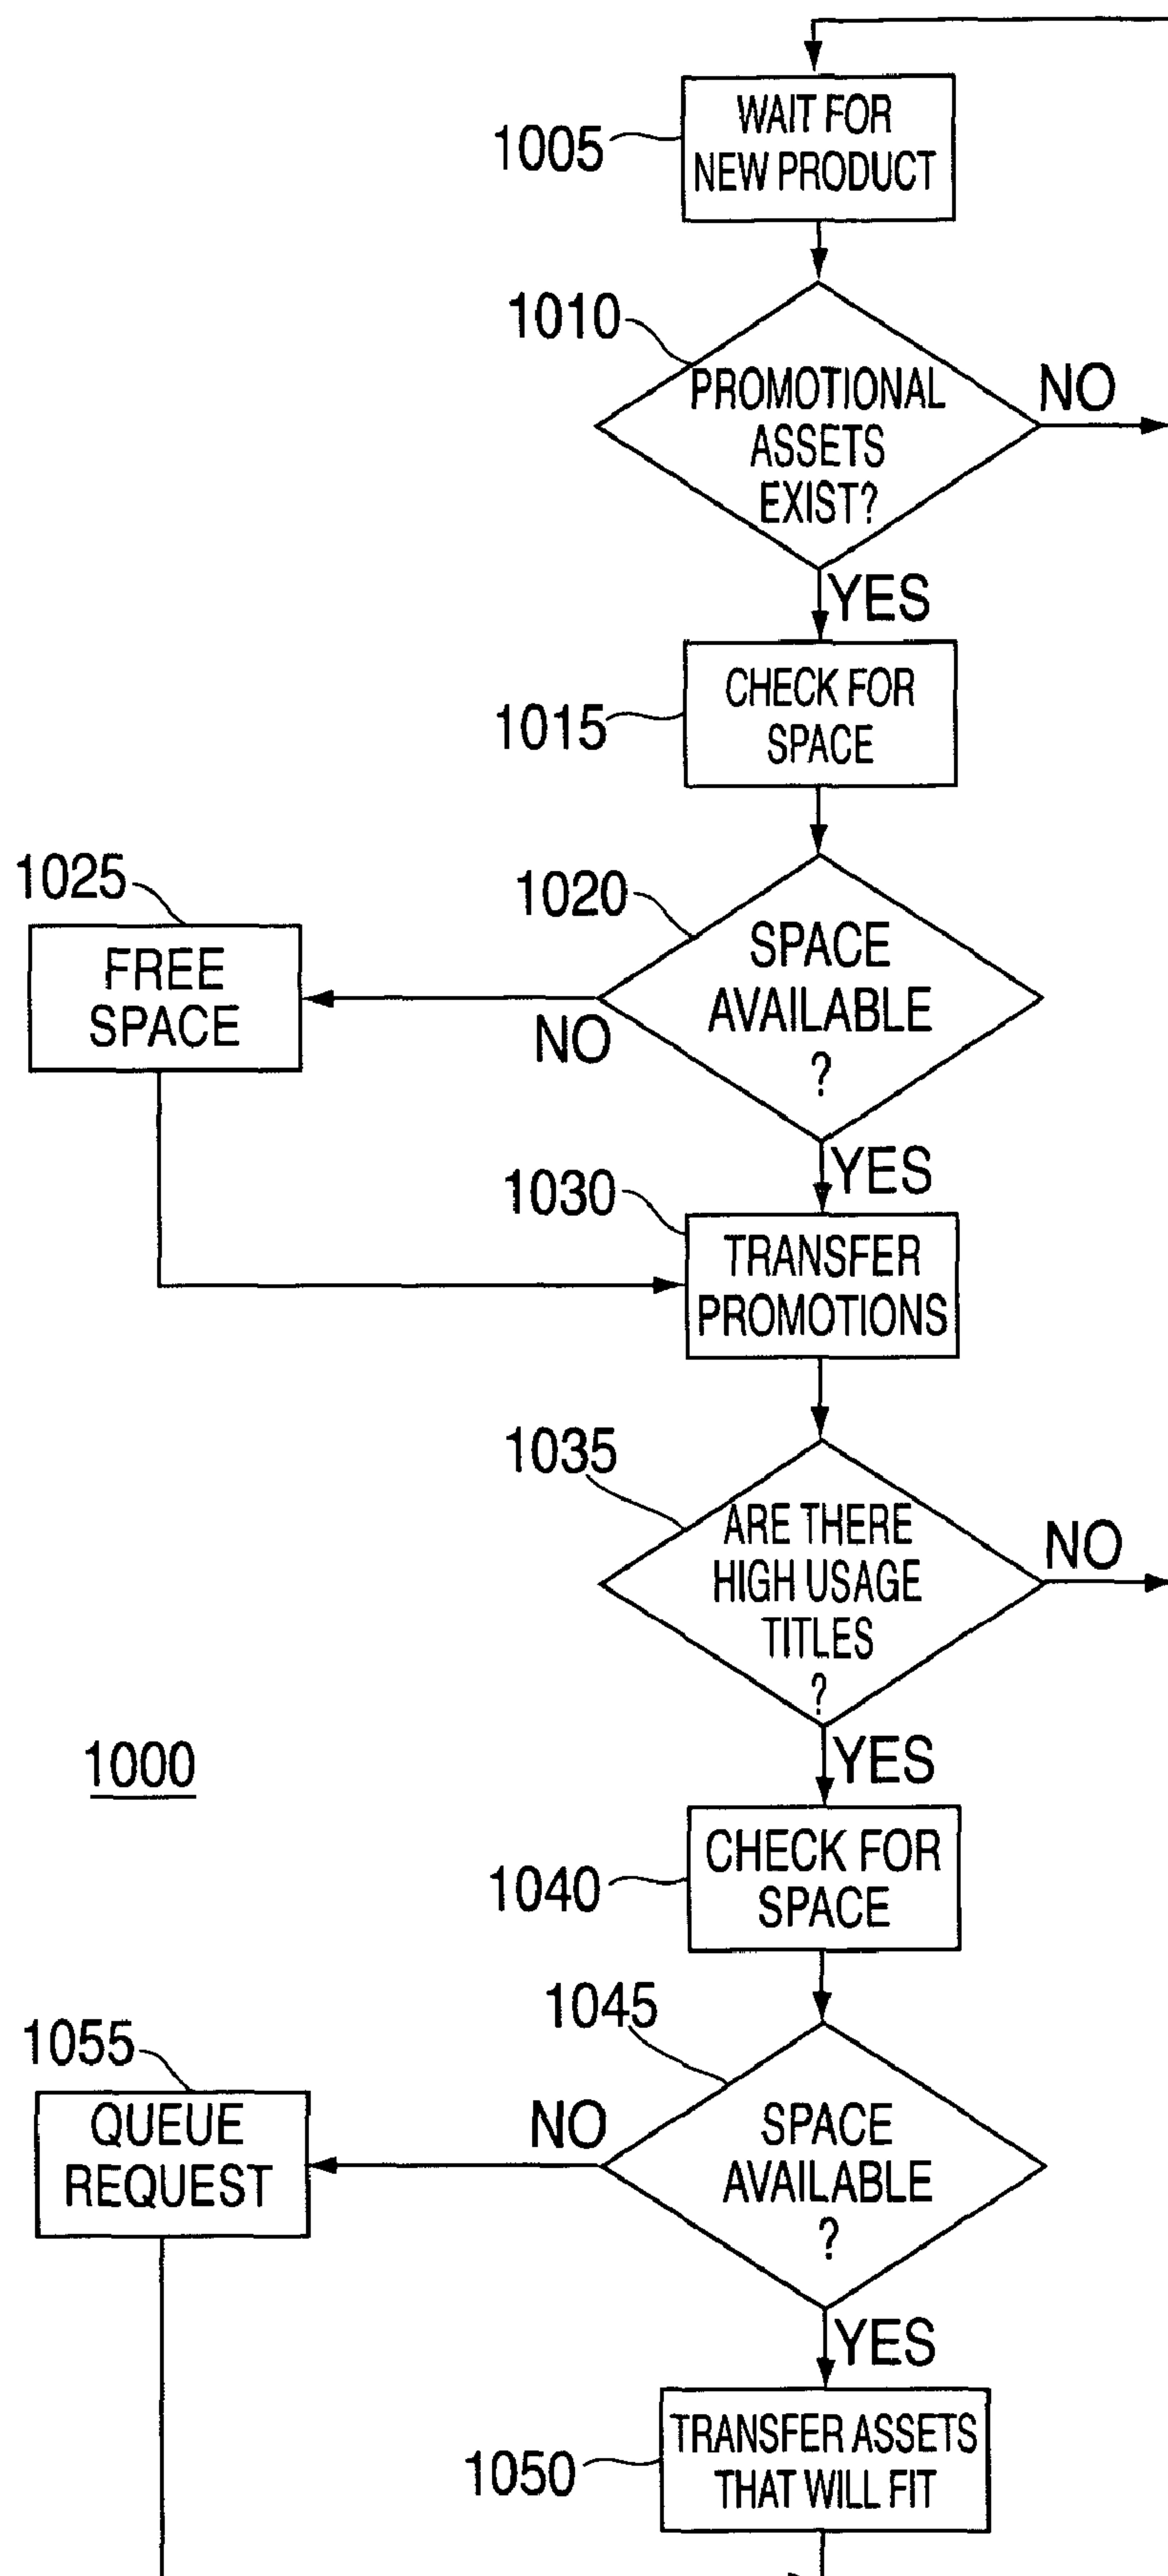 WAIT FOR
NEW PRODUCT
1005
1010
PROMOTIONAL
ASSETS
EXIST?
NO
YES
CHECK FOR
SPACE
1015
1025
FREE
SPACE
1020
SPACE
AVAILABLE
?
NO
YES
1030
TRANSFER
PROMOTIONS
1035
ARE THERE
HIGH USAGE
TITLES
?
NO
YES
1000
CHECK FOR
SPACE
1040
1045
1055
QUEUE
REQUEST
NO
SPACE
AVAILABLE
?
YES
TRANSFER ASSETS
THAT WILL FIT
1050